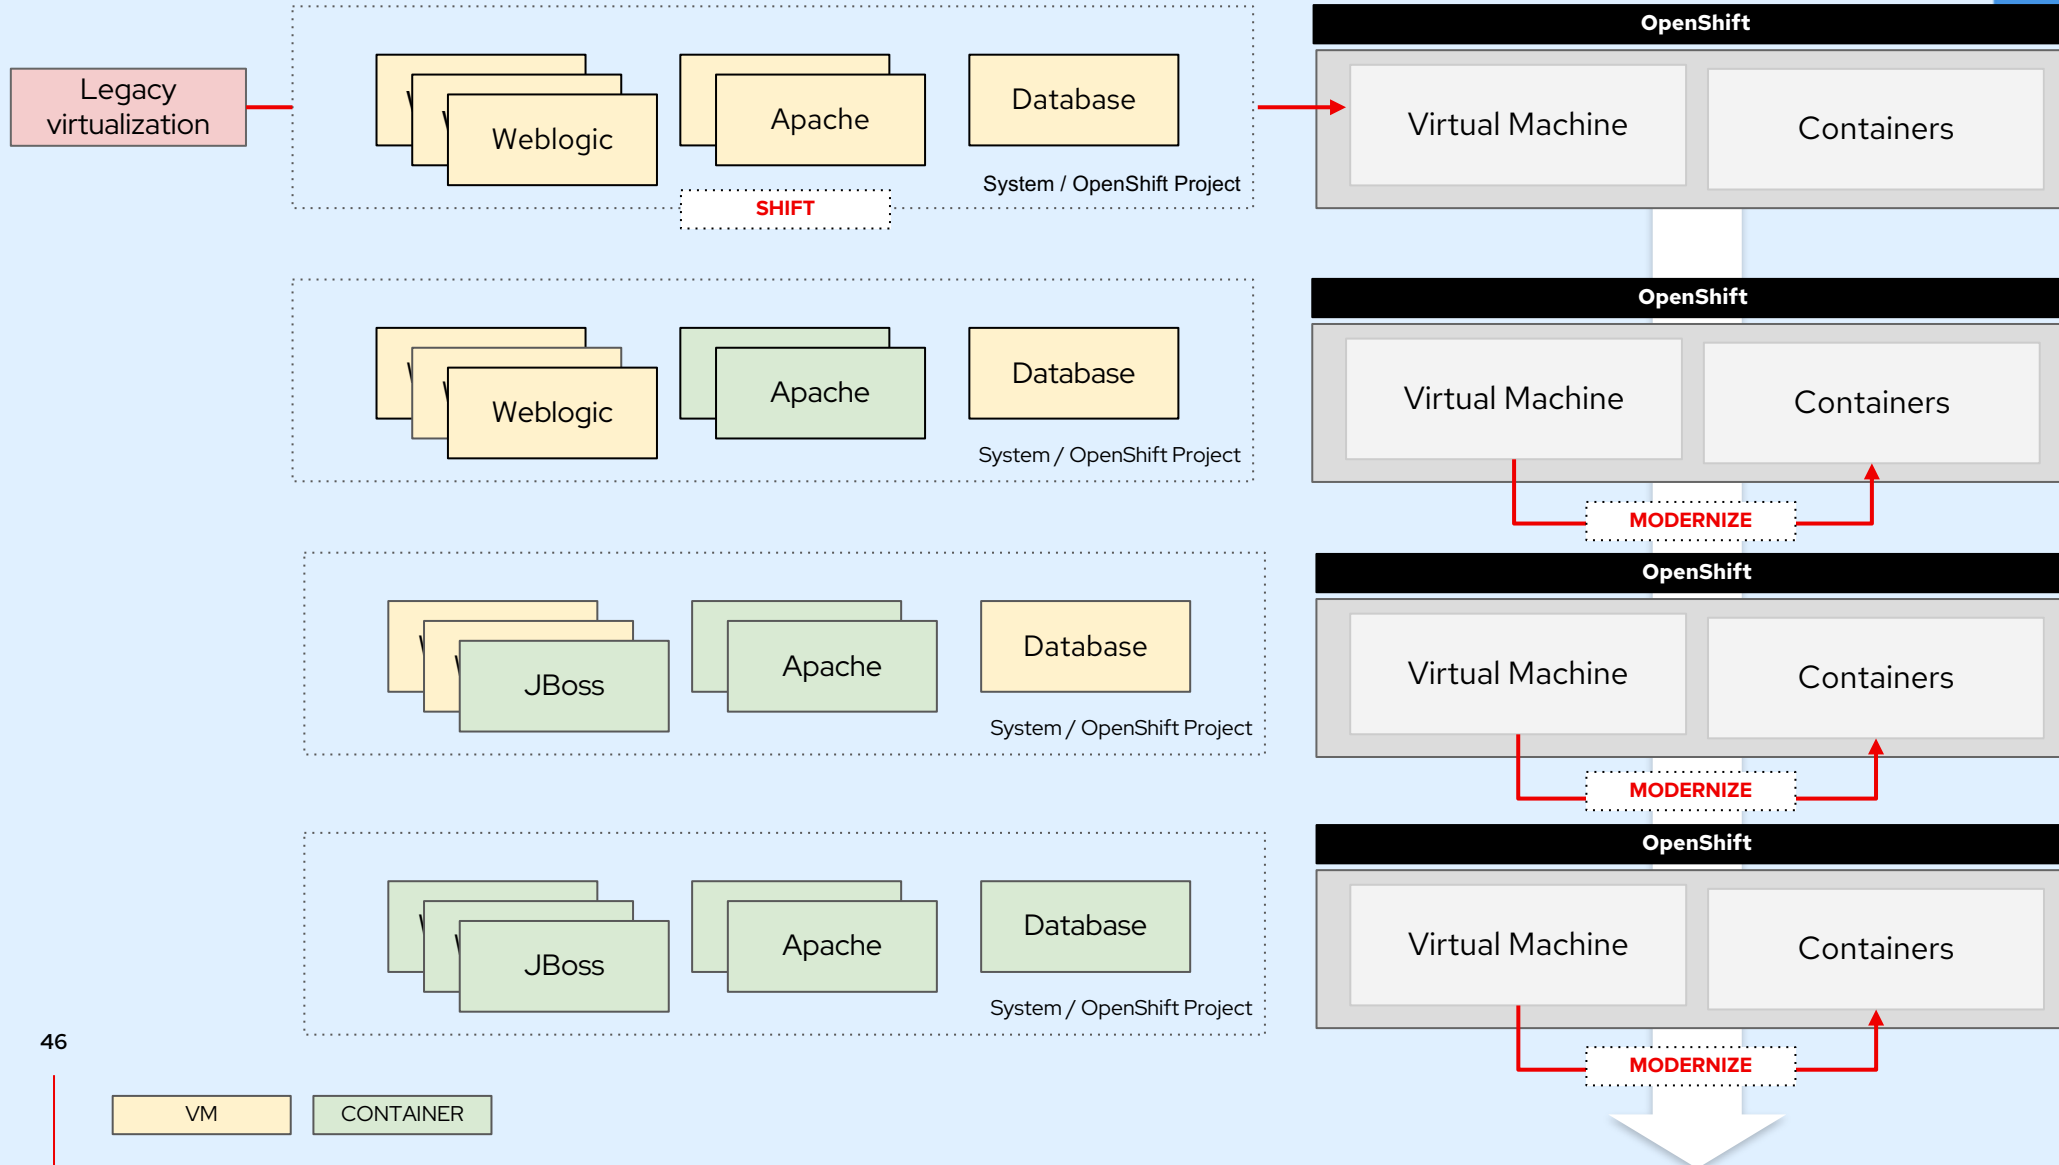 OpenShift
Legacy
virtualization
Weblogic
Apache
Database
System / OpenShift Project
SHIFT
Virtual Machine
Containers
OpenShift
Weblogic
Apache
Database
System / OpenShift Project
Virtual Machine
Containers
MODERNIZE
OpenShift
JBoss
Apache
Database
System / OpenShift Project
Virtual Machine
Containers
MODERNIZE
OpenShift
JBoss
Apache
Database
System / OpenShift Project
Virtual Machine
Containers
MODERNIZE
46
VM
CONTAINER